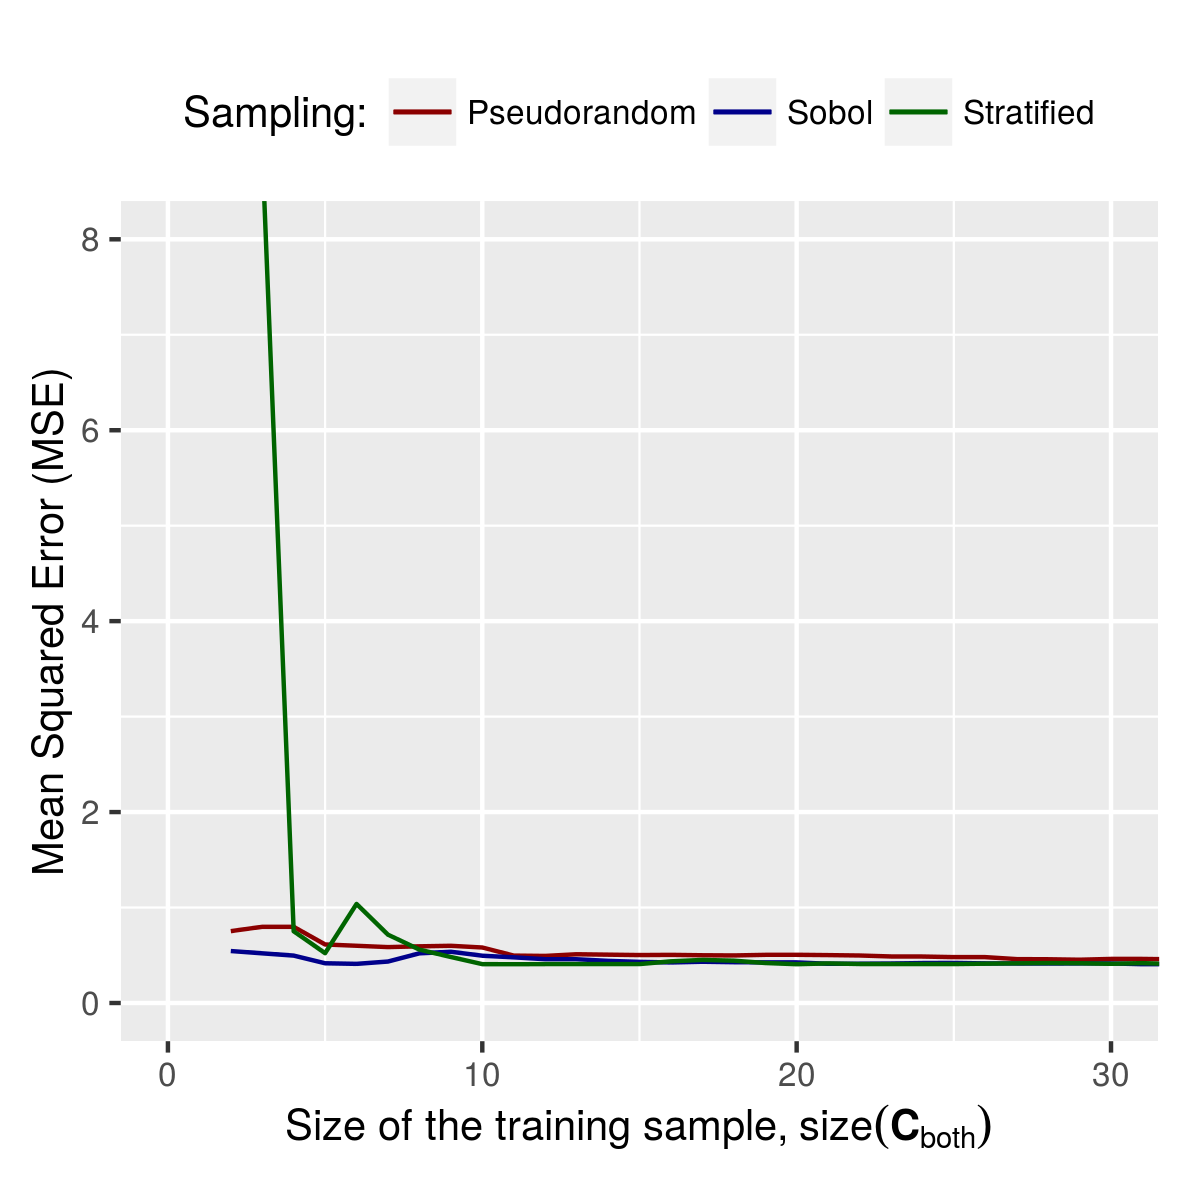 Sampling: Pseudorandom Sobol Stratified
Mean Squared Error (MSE)
8
6
4
2
0
0 10 20 30
Size of the training sample, size(C_both)